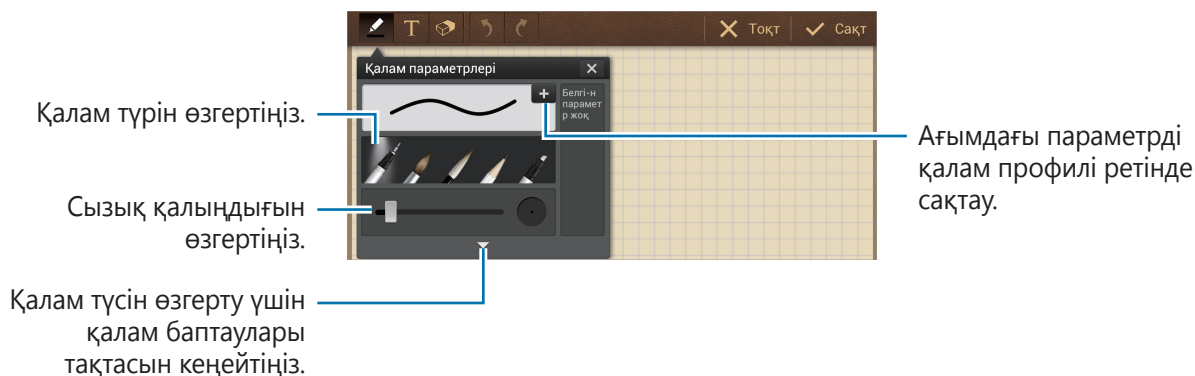 T
Тоқт
Сақт
Қалам параметрлері
Белгі-н
парамет
р жоқ
Қалам түрін өзгертіңіз.
Ағымдағы параметрді
қалам профилі ретінде
сақтау.
Сызық қалыңдығын
өзгертіңіз.
Қалам түсін өзгерту үшін
қалам баптаулары
тақтасын кеңейтіңіз.